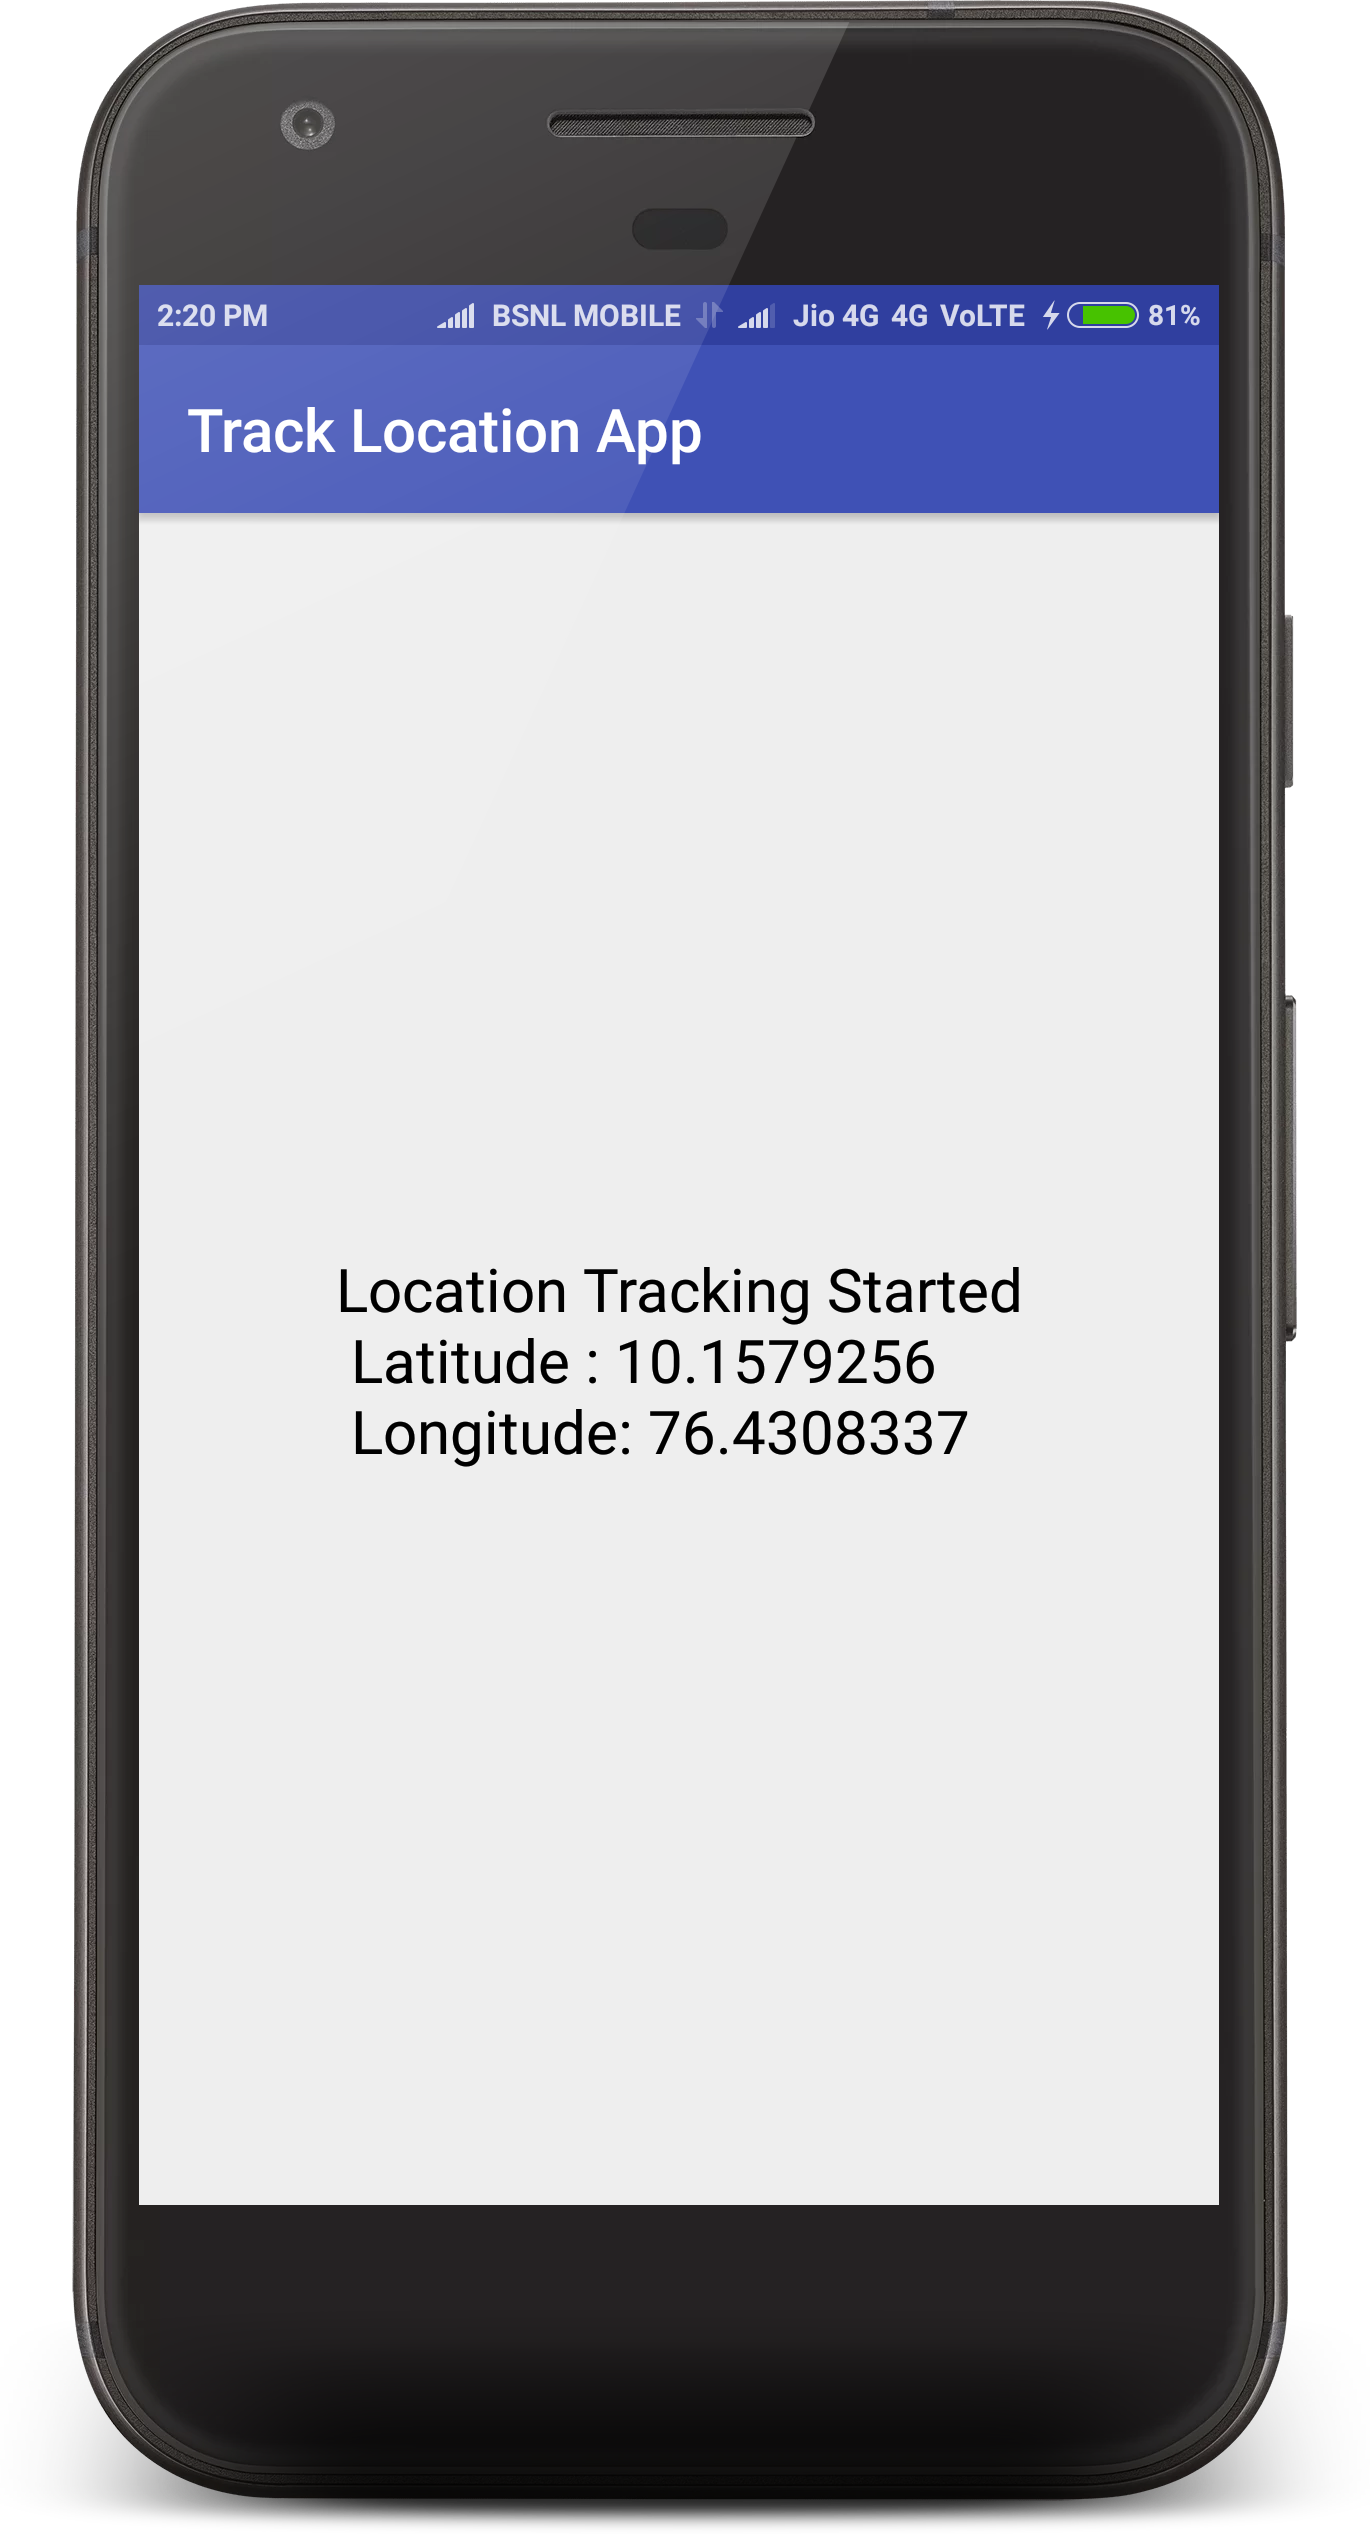 2:20 PM BSNL MOBILE Jio 4G 4G VoLTE 81%
Track Location App
Location Tracking Started
Latitude : 10.1579256
Longitude: 76.4308337